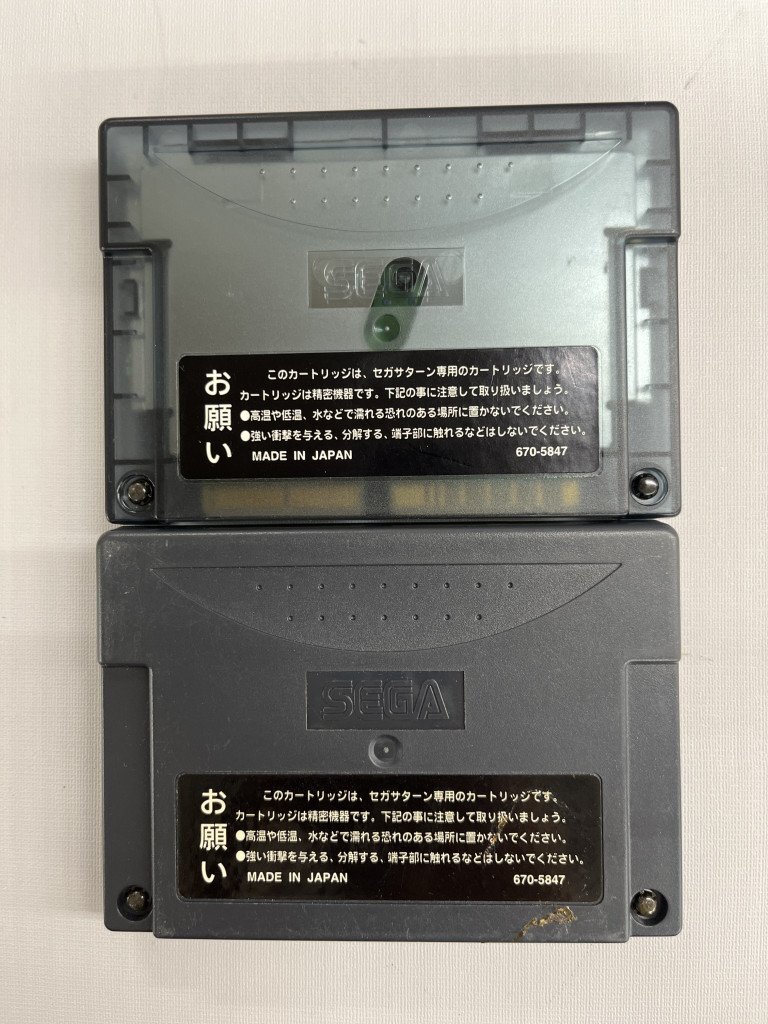 SEGA
お願い
このカートリッジは、セガサターン専用のカートリッジです。
カートリッジは精密機器です。下記の事に注意して取り扱いましょう。
●高温や低温、水などで濡れる恐れのある場所に置かないでください。
●強い衝撃を与える、分解する、端子部に触れるなどはしないでください。
MADE IN JAPAN 670-5847
SEGA
お願い
このカートリッジは、セガサターン専用のカートリッジです。
カートリッジは精密機器です。下記の事に注意して取り扱いましょう。
●高温や低温、水などで濡れる恐れのある場所に置かないでください。
●強い衝撃を与える、分解する、端子部に触れるなどはしないでください。
MADE IN JAPAN 670-5847